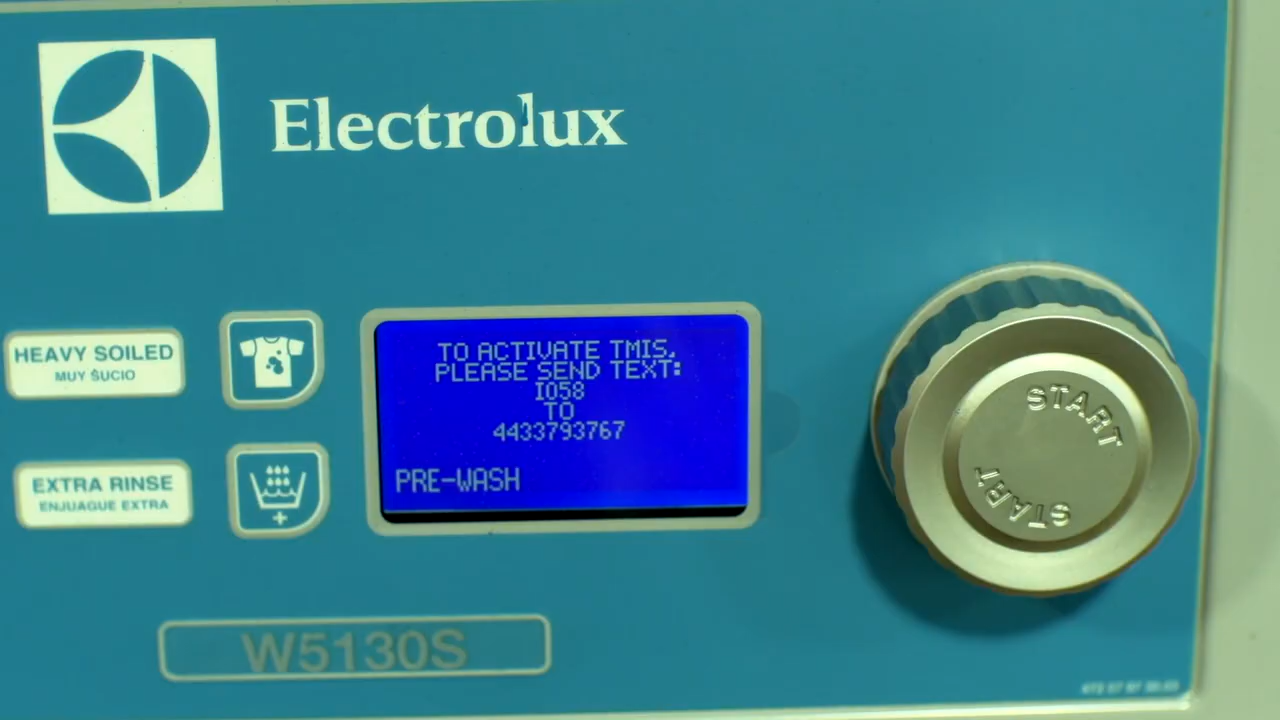 Electrolux
HEAVY SOILED
MUY SUCIO
EXTRA RINSE
ENJUAGUE EXTRA
TO ACTIVATE TMIS,
PLEASE SEND TEXT:
I058
TO
4433793767
PRE-WASH
START
START
W5130S